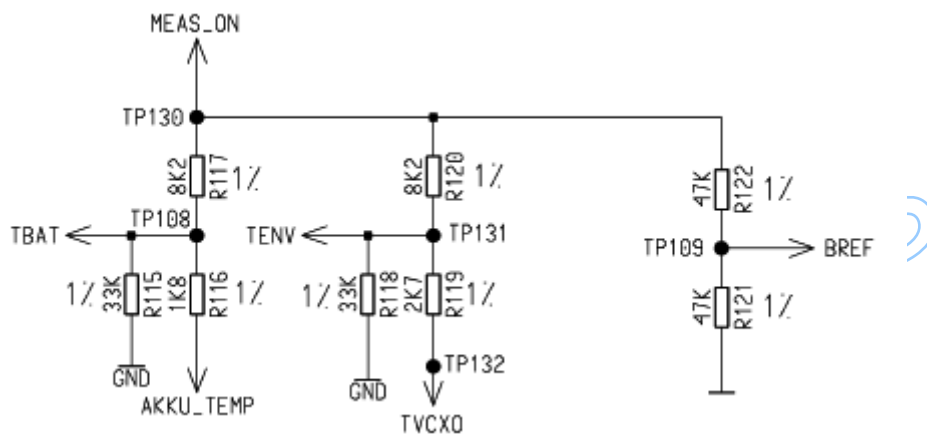 MEAS_ON
TP130
8K2
R117
1%
8K2
R120
1%
47K
R122
1%
TP108
TBAT
TENV
TP131
TP109
BREF
1%
33K
R115
1K8
R116
1%
1%
33K
R118
2K7
R119
1%
47K
R121
1%
GND
GND
TP132
AKKU_TEMP
TVCXO